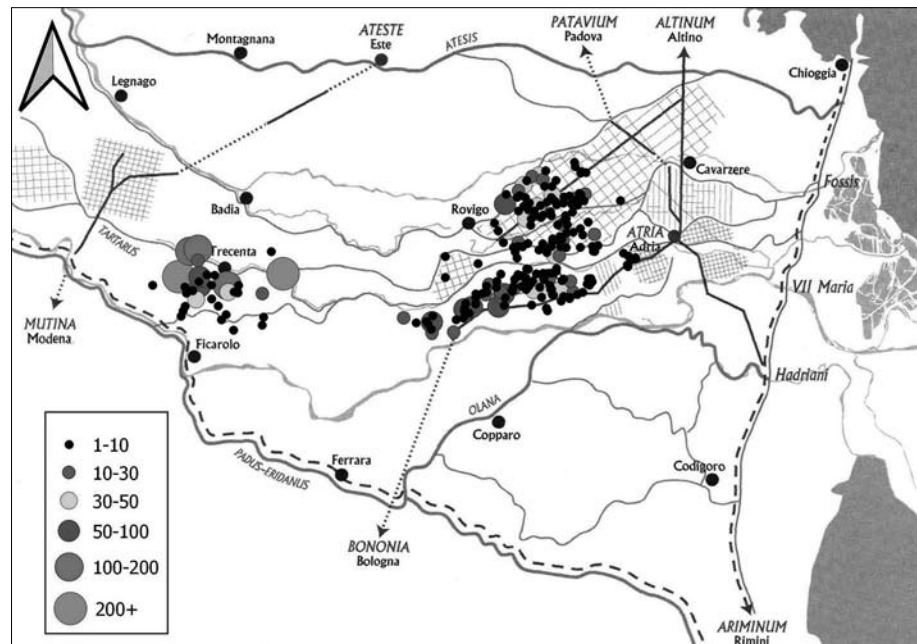 PATAVIUM
Padova
ALTINUM
Altino
ATESTE
Este
Montagnana
ATESIS
Chioggia
Legnago
Cavarzere
Fossis
Badia
Rovigo
ATRIA
Adria
TARTARUS
Trecenta
VII Maria
MUTINA
Modena
Ficarolo
Hadriani
OLANA
Copparo
PADUS-ERIDANUS
Ferrara
Codigoro
BONONIA
Bologna
ARIMINUM
Rimini
1-10
10-30
30-50
50-100
100-200
200+